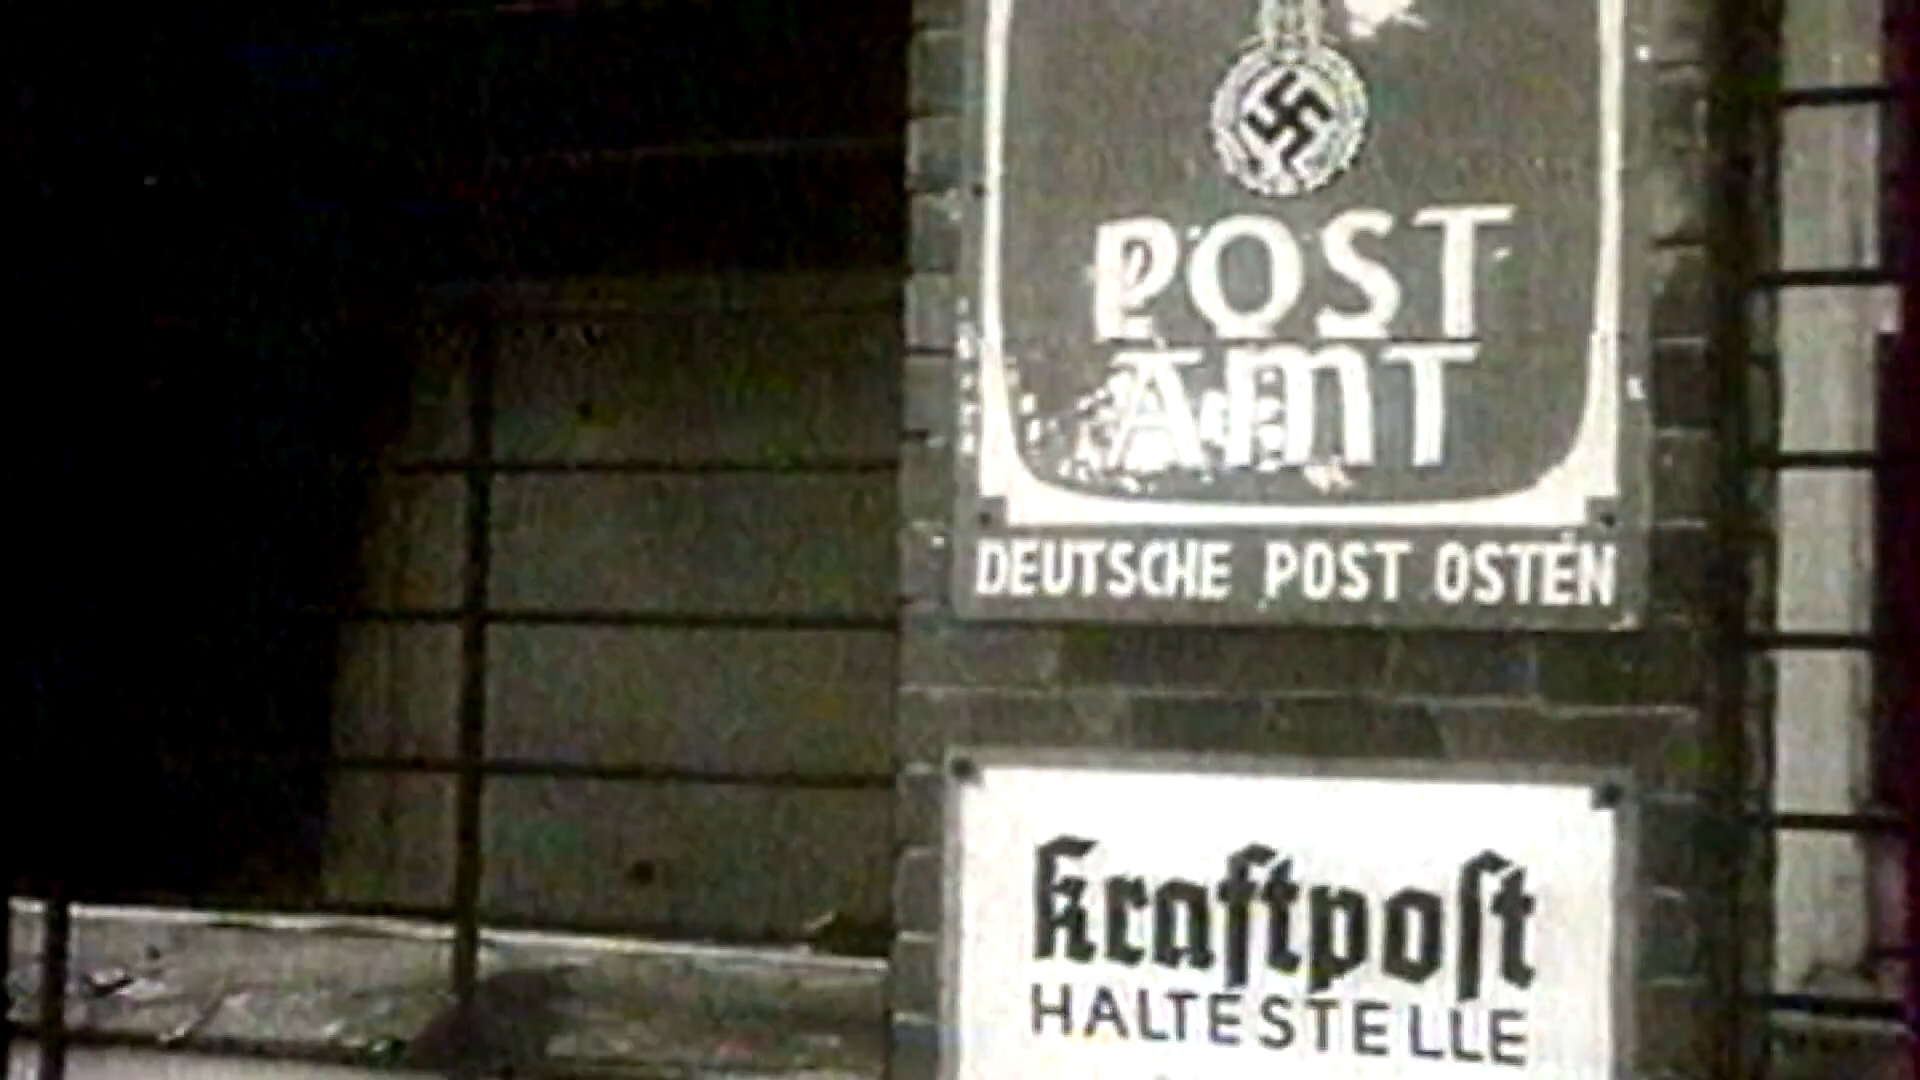 POST
AMT
DEUTSCHE POST OSTEN
Kraftpost
HALTESTELLE